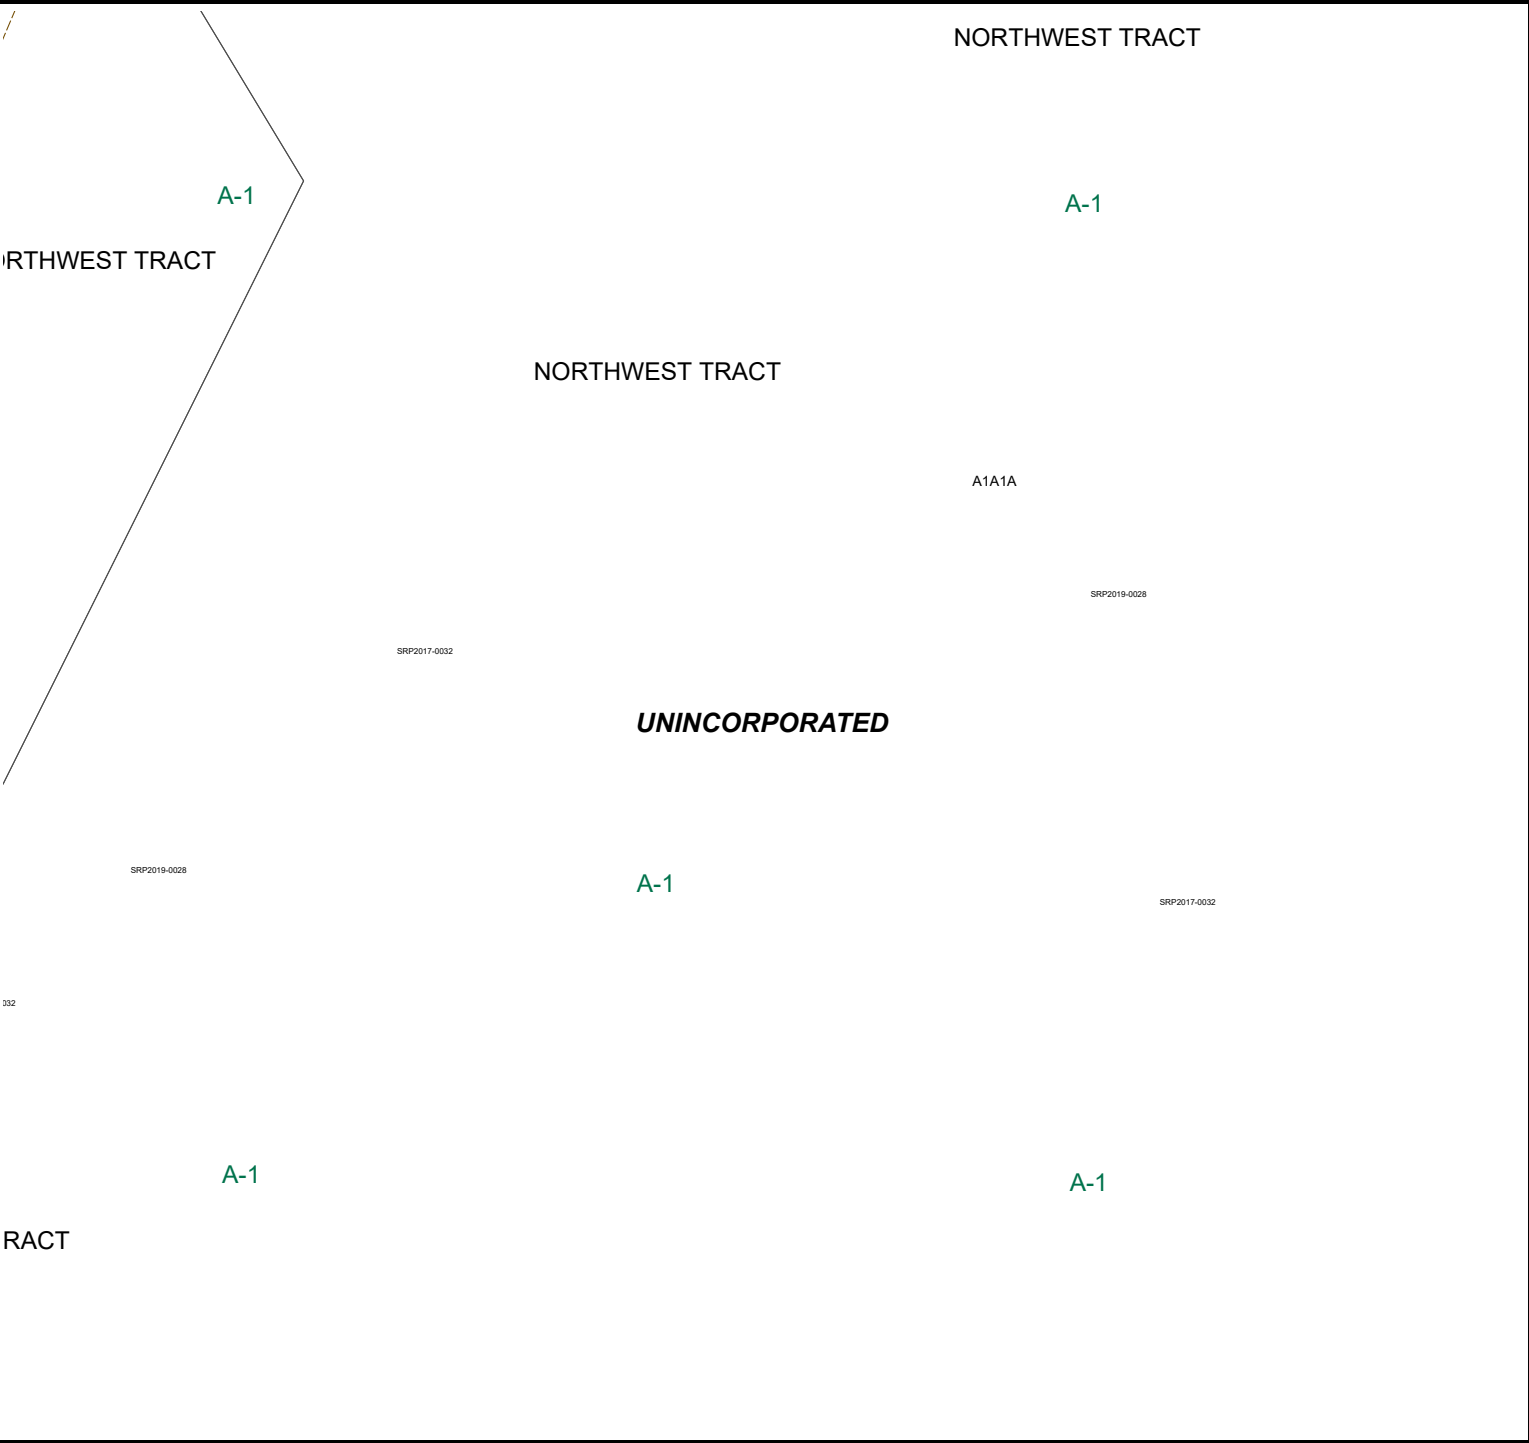 NORTHWEST TRACT
A-1
A-1
RTHWEST TRACT
NORTHWEST TRACT
A1A1A
SRP2019-0028
SRP2017-0032
UNINCORPORATED
SRP2019-0028
A-1
SRP2017-0032
032
A-1
A-1
RACT